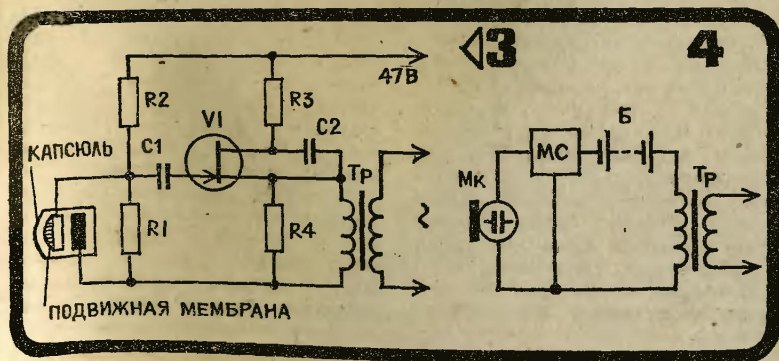 3
4
47В
R2
R3
V1
C2
C1
Б
КАПСЮЛЬ
МС
Тр
Мк
Тр
R1
R4
~
ПОДВИЖНАЯ МЕМБРАНА